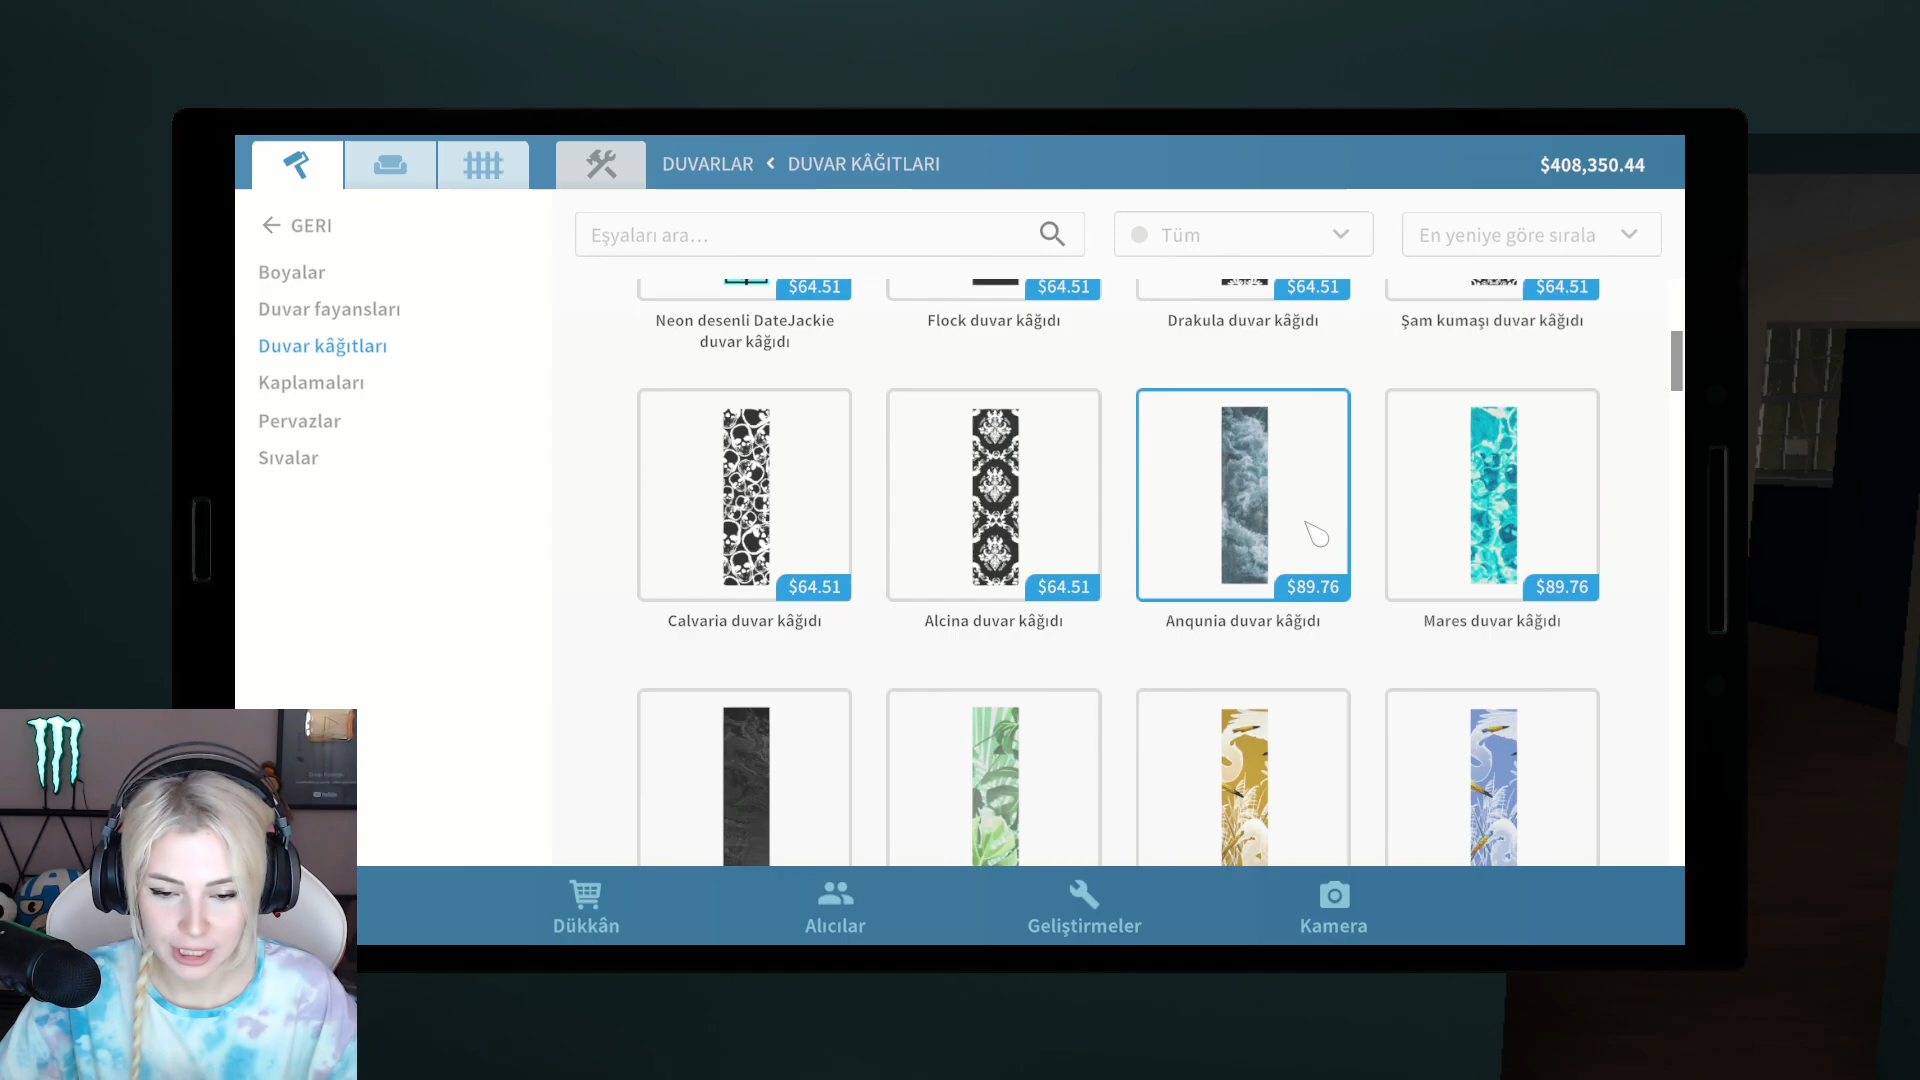 DUVARLAR
DUVAR KÂĞITLARI
$408,350.44
GERI
Boyalar
Duvar fayansları
Duvar kâğıtları
Kaplamaları
Pervazlar
Sıvalar
Eşyaları ara...
Tüm
En yeniye göre sırala
$64.51
$64.51
$64.51
$64.51
Neon desenli DateJackie
duvar kâğıdı
Flock duvar kâğıdı
Drakula duvar kâğıdı
Şam kumaşı duvar kâğıdı
$64.51
$64.51
$89.76
$89.76
Calvaria duvar kâğıdı
Alcina duvar kâğıdı
Anqunia duvar kâğıdı
Mares duvar kâğıdı
Dükkân
Alıcılar
Geliştirmeler
Kamera